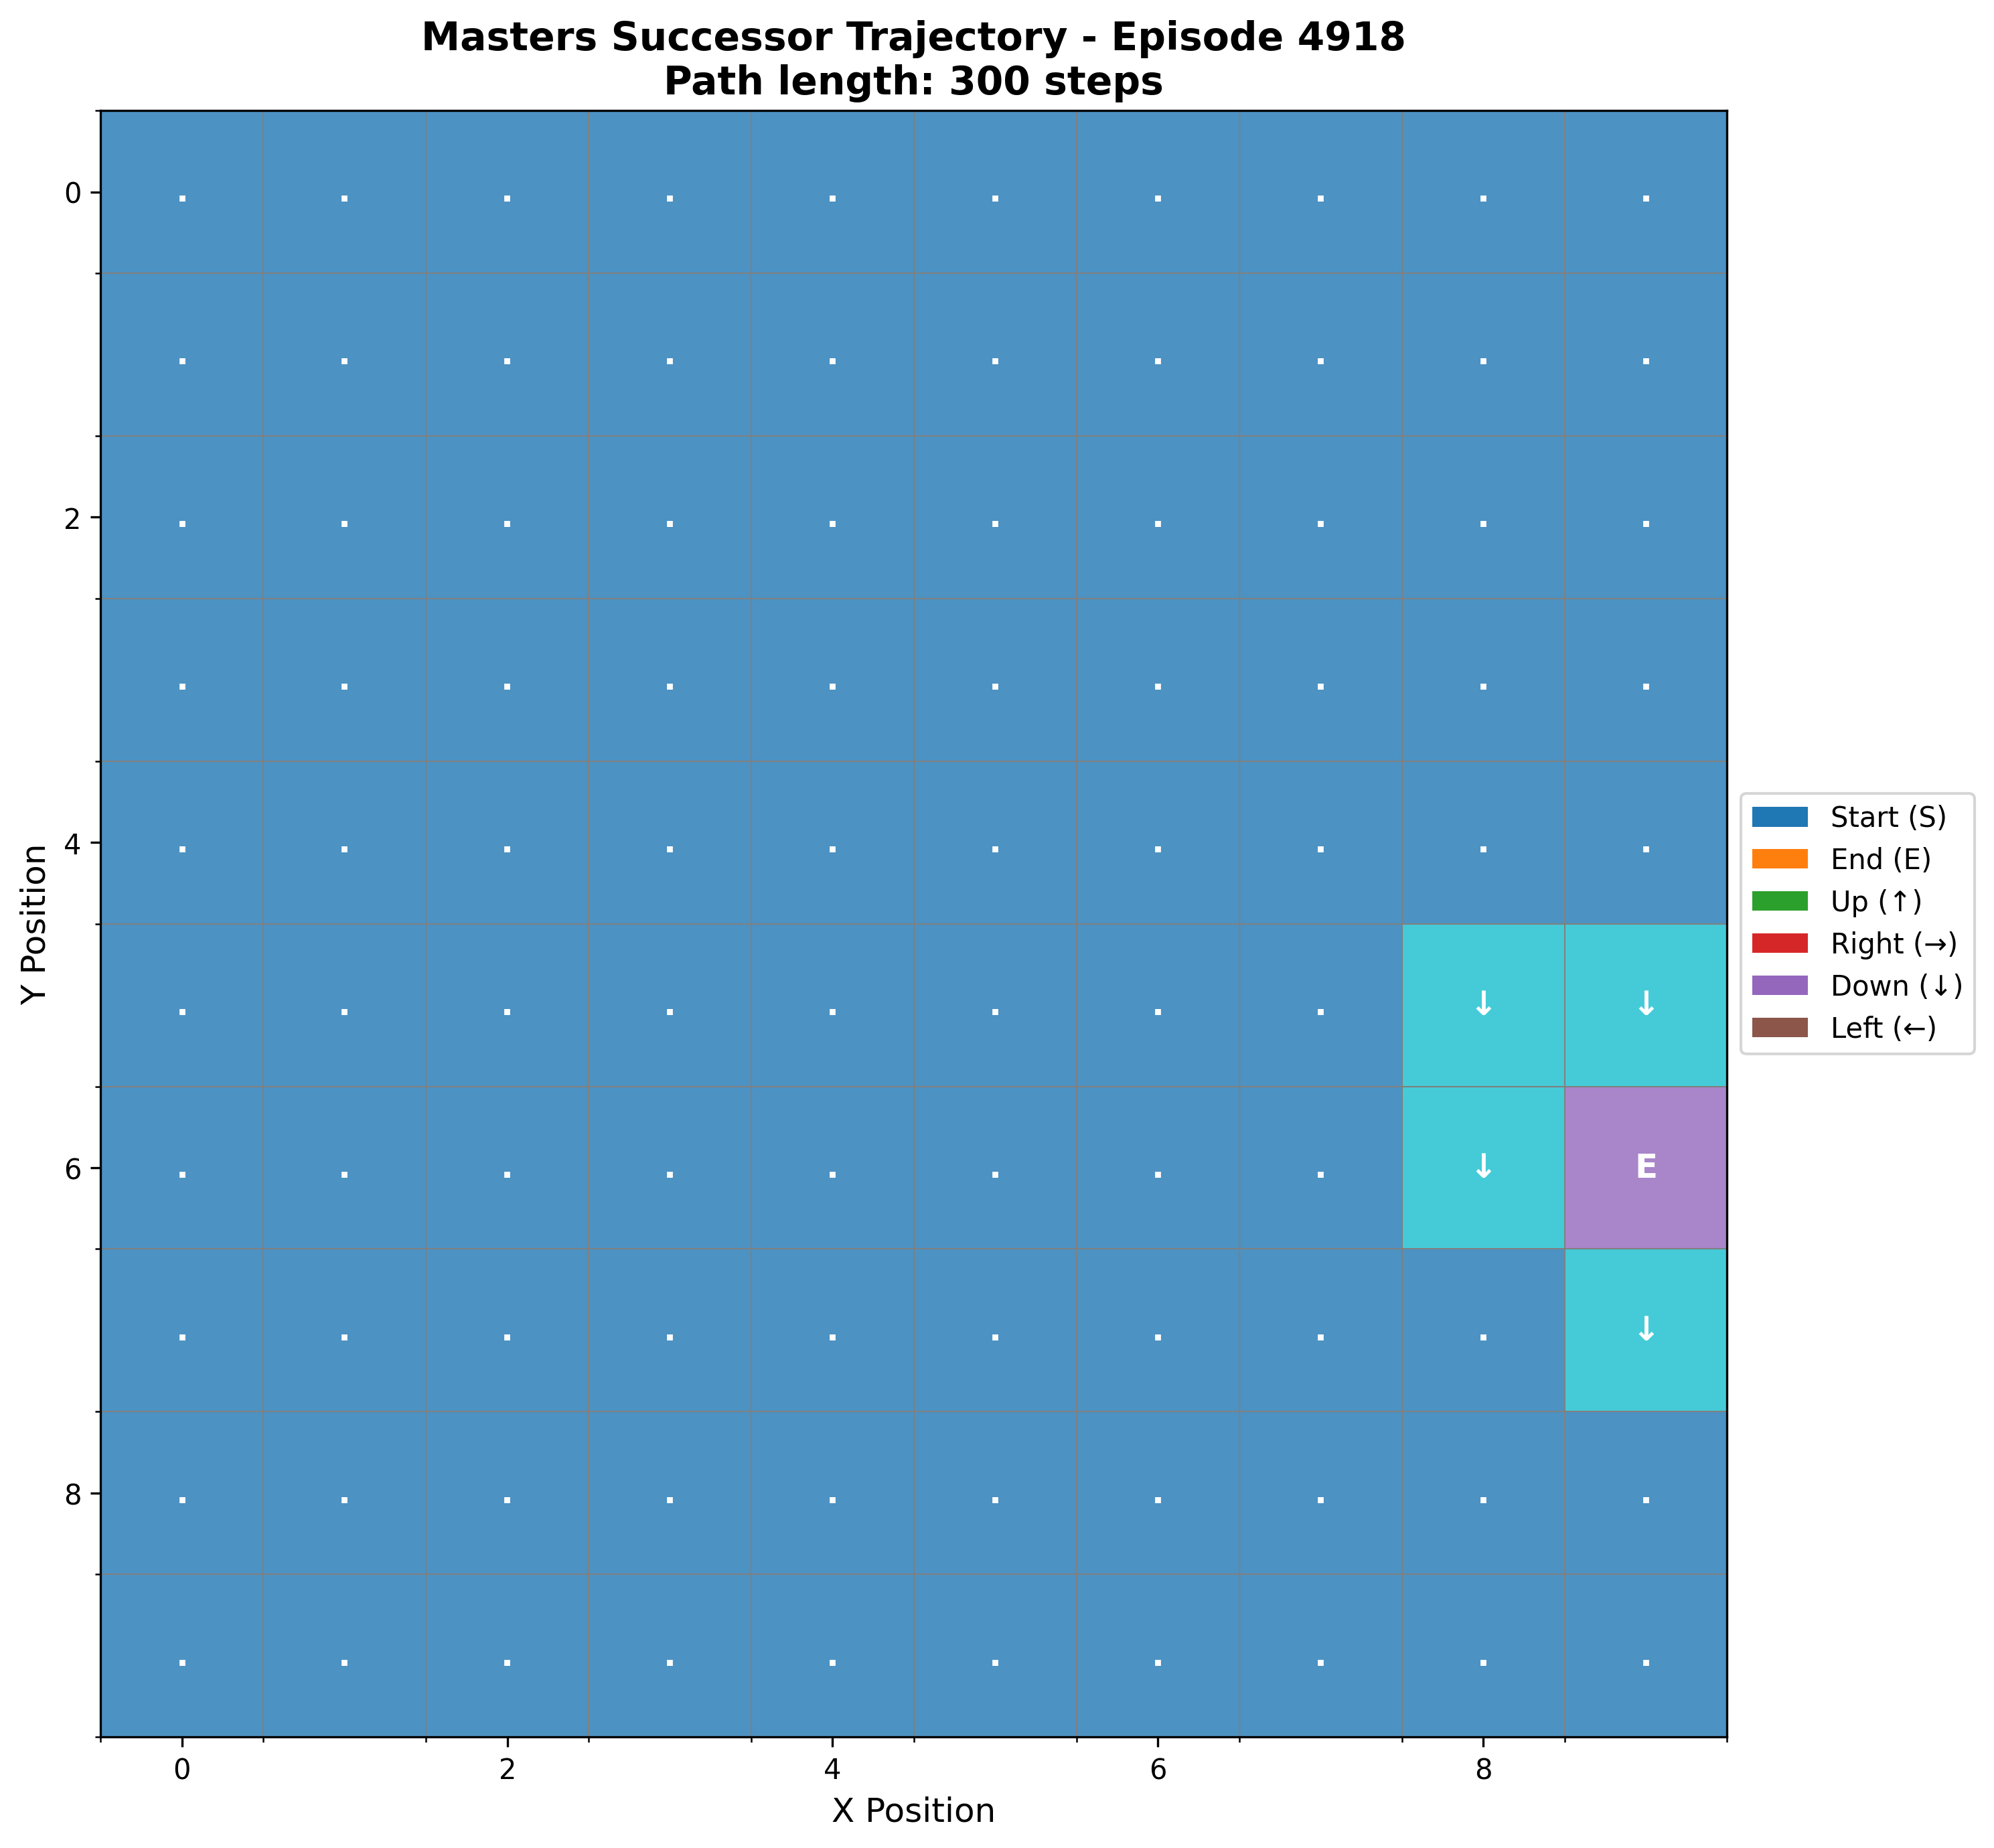 Masters Successor Trajectory - Episode 4918
Path length: 300 steps
0
2
4
↓ ↓
6
↓ E
↓
8
0 2 4 6 8
X Position
Y Position
Start (S)
End (E)
Up (↑)
Right (→)
Down (↓)
Left (←)